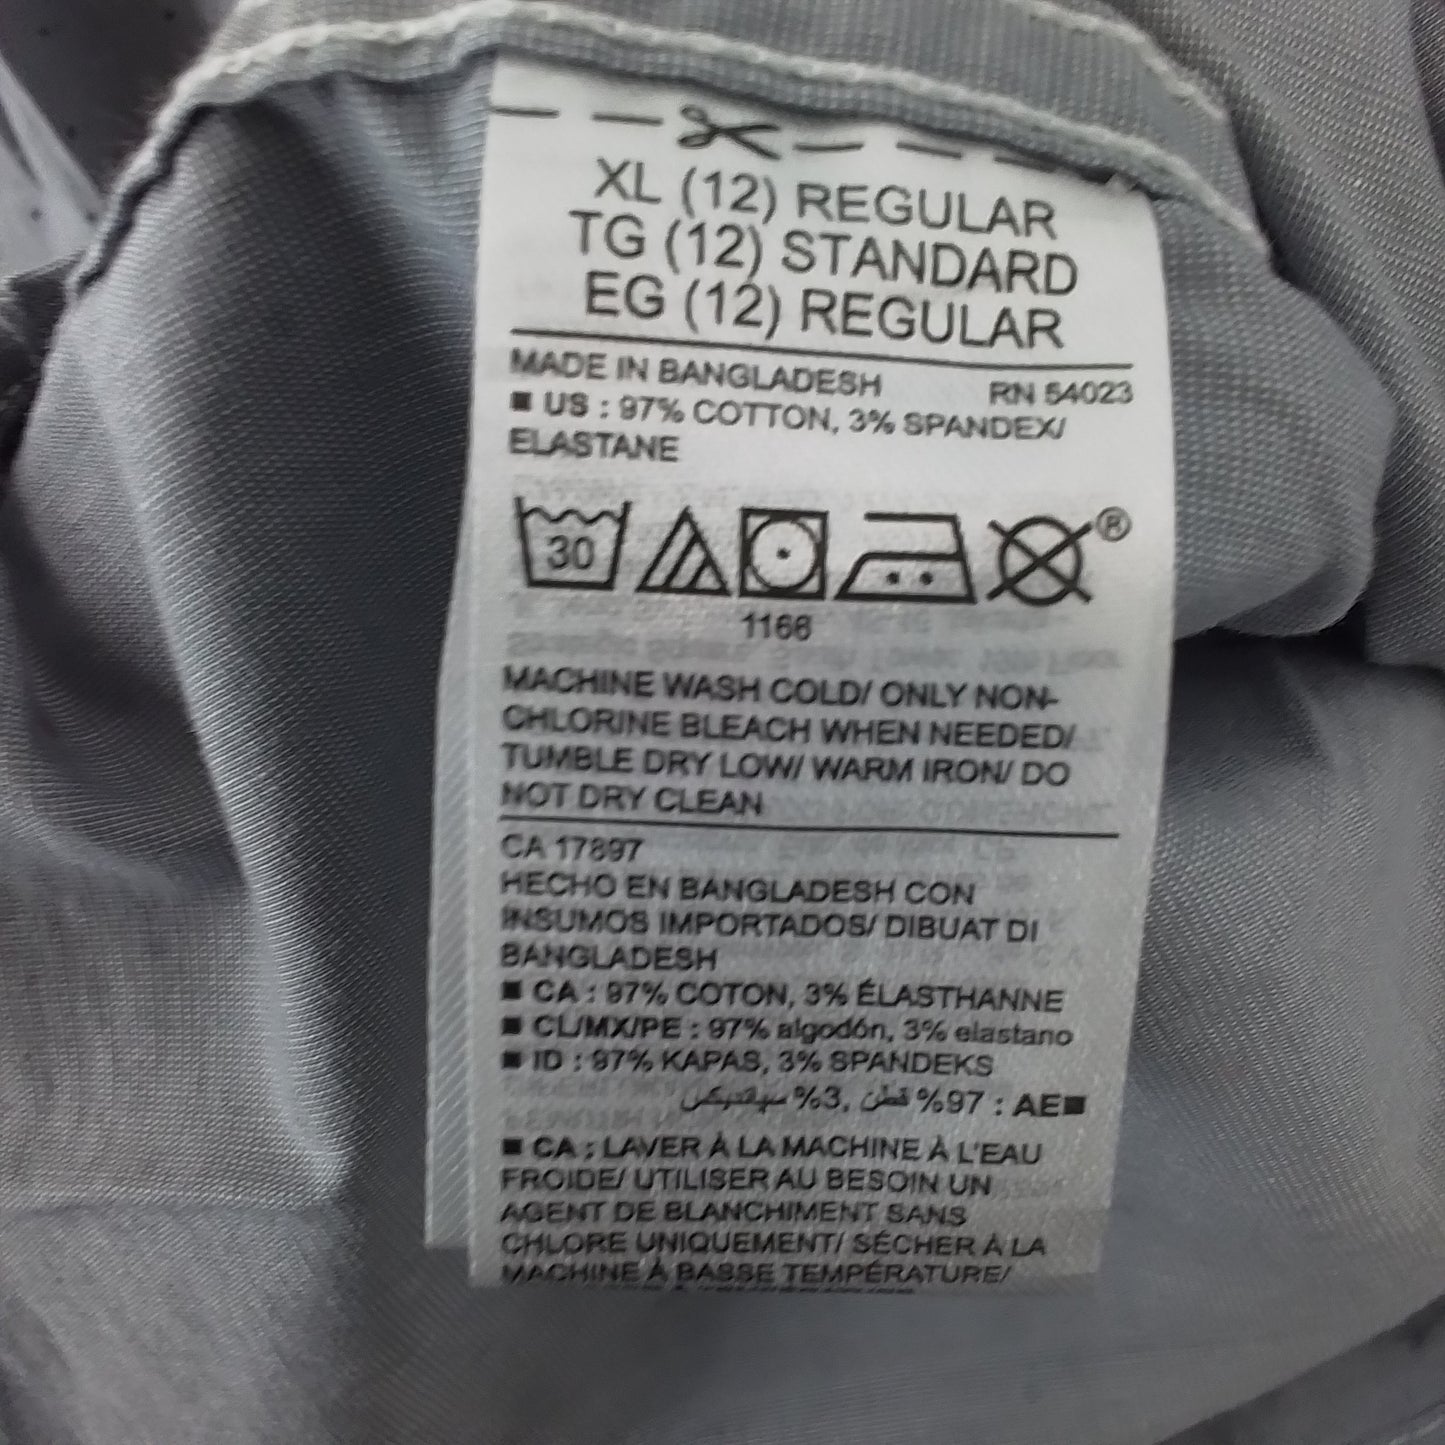 XL (12) REGULAR
TG (12) STANDARD
EG (12) REGULAR
MADE IN BANGLADESH RN 54023
■ US : 97% COTTON, 3% SPANDEX/
ELASTANE
30 ®
1166
MACHINE WASH COLD/ ONLY NON-
CHLORINE BLEACH WHEN NEEDED/
TUMBLE DRY LOW/ WARM IRON/ DO
NOT DRY CLEAN
CA 17897
HECHO EN BANGLADESH CON
INSUMOS IMPORTADOS/ DIBUAT DI
BANGLADESH
■ CA : 97% COTON, 3% ÉLASTHANNE
■ CL/MX/PE : 97% algodón, 3% elastano
■ ID : 97% KAPAS, 3% SPANDEKS
■AE : 97% قطن, 3% سباندیکس
■ CA : LAVER À LA MACHINE À L'EAU
FROIDE/ UTILISER AU BESOIN UN
AGENT DE BLANCHIMENT SANS
CHLORE UNIQUEMENT/ SÉCHER À LA
MACHINE À BASSE TEMPÉRATURE/